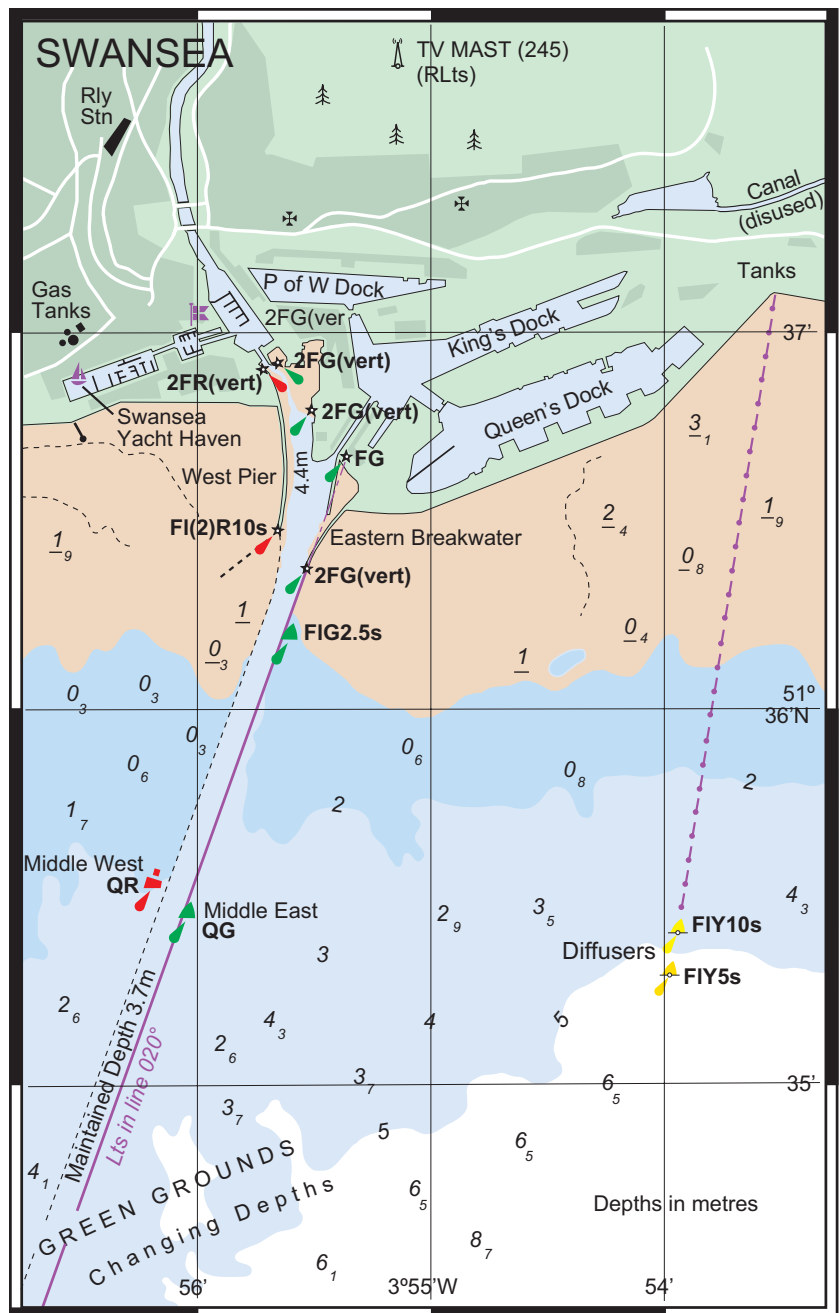 SWANSEA
TV MAST (245)
(RLts)
Rly
Stn
Canal
(disused)
Tanks
P of W Dock
Gas
Tanks
2FG(ver
37'
King's Dock
2FG(vert)
2FR(vert)
2FG(vert)
Queen's Dock
Swansea
Yacht Haven
3 1
FG
West Pier
4.4m
1 9
2 4
Fl(2)R10s
Eastern Breakwater
1 9
0 8
2FG(vert)
1
FlG2.5s
0 4
0 3
1
0 3
0 3
51º
36'N
0 3
0 6
0 6
0 8
2
1 7
2
Middle West
QR
4 3
Middle East
QG
2 9
3 5
FlY10s
Diffusers
3
FlY5s
2 6
4 3
4
5
Maintained Depth 3.7m
Lts in line 020°
2 6
3 7
6 5
35'
3 7
5
6 5
4 1
GREEN GROUNDS
Changing Depths
6 5
Depths in metres
8 7
6 1
56'
3º55'W
54'